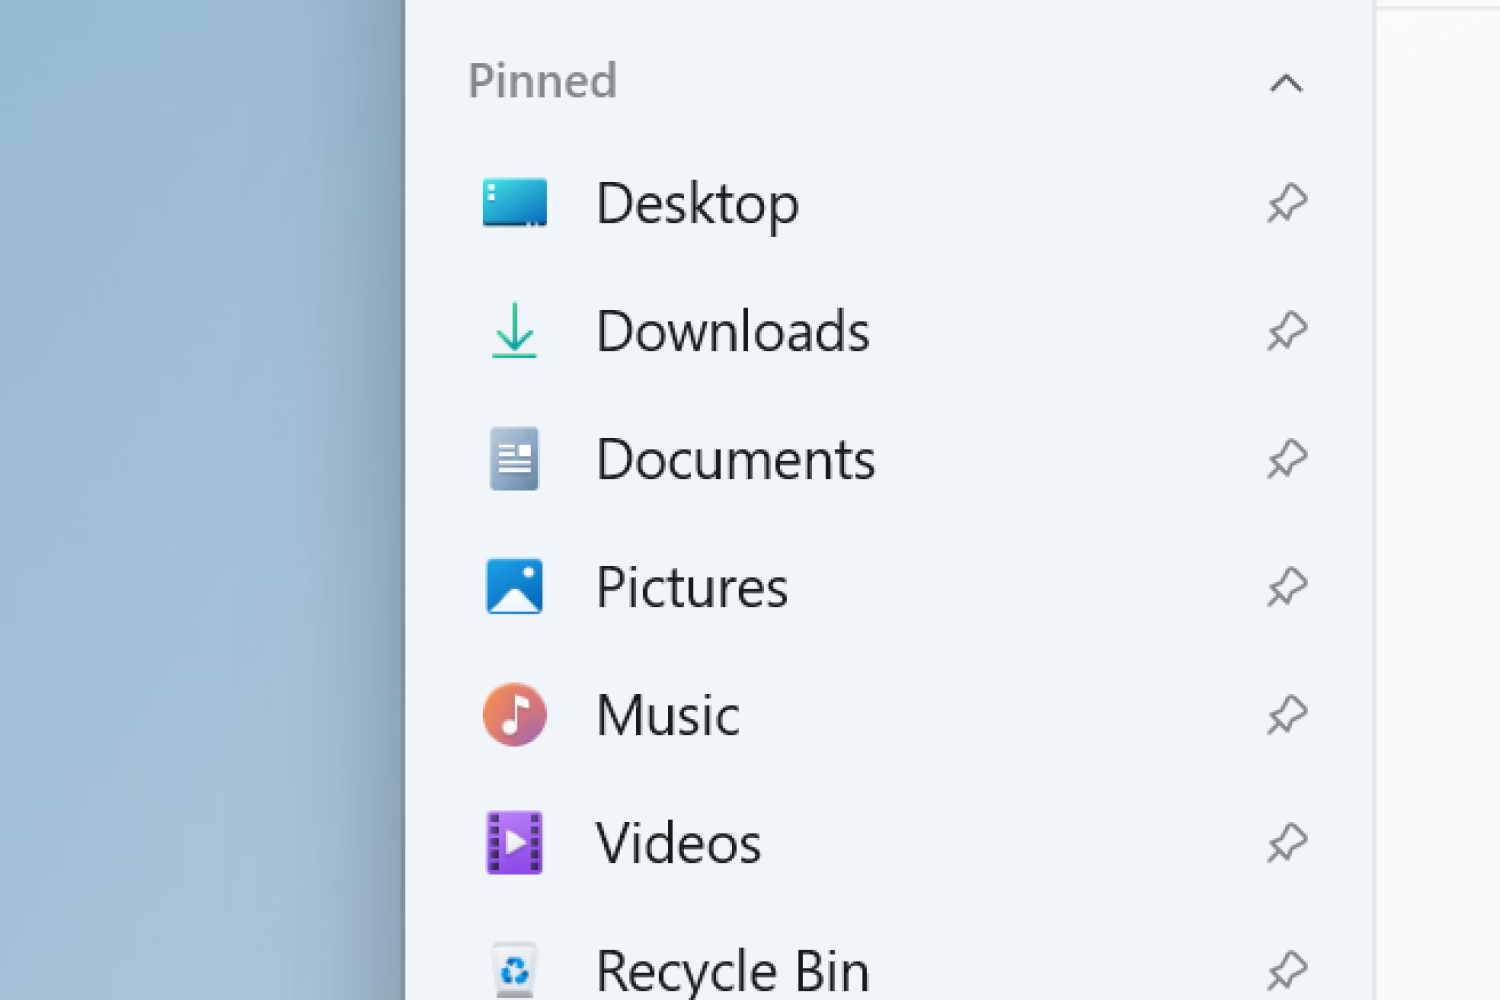 Pinned
Desktop
Downloads
Documents
Pictures
Music
Videos
Recycle Bin